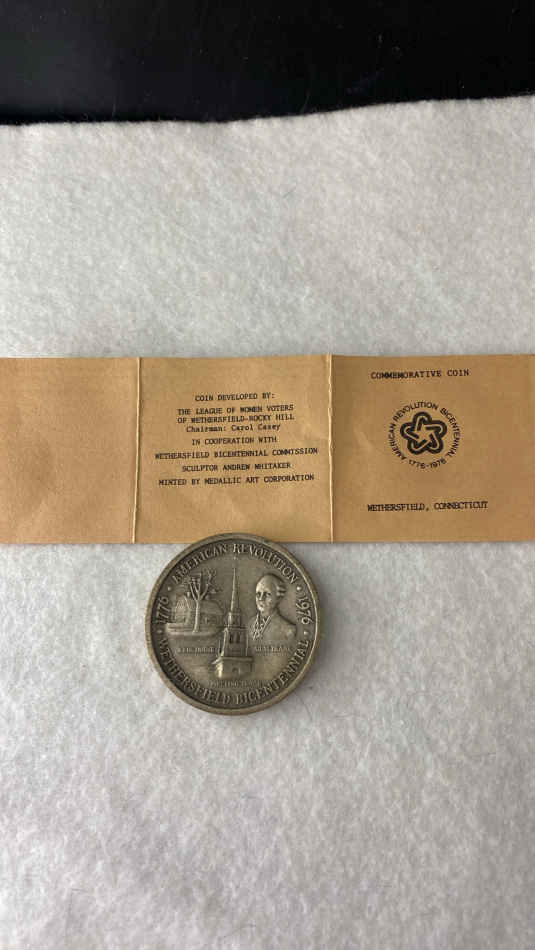 COIN DEVELOPED BY:
THE LEAGUE OF WOMEN VOTERS
OF WETHERSFIELD-ROCKY HILL
Chairman: Carol Casey
IN COOPERATION WITH
WETHERSFIELD BICENTENNIAL COMMISSION
SCULPTOR ANDREW WHITAKER
MINTED BY MEDALLIC ART CORPORATION
COMMEMORATIVE COIN
AMERICAN REVOLUTION BICENTENNIAL
1776-1976
WETHERSFIELD, CONNECTICUT
1776 • AMERICAN REVOLUTION • 1976
WETHERSFIELD BICENTENNIAL